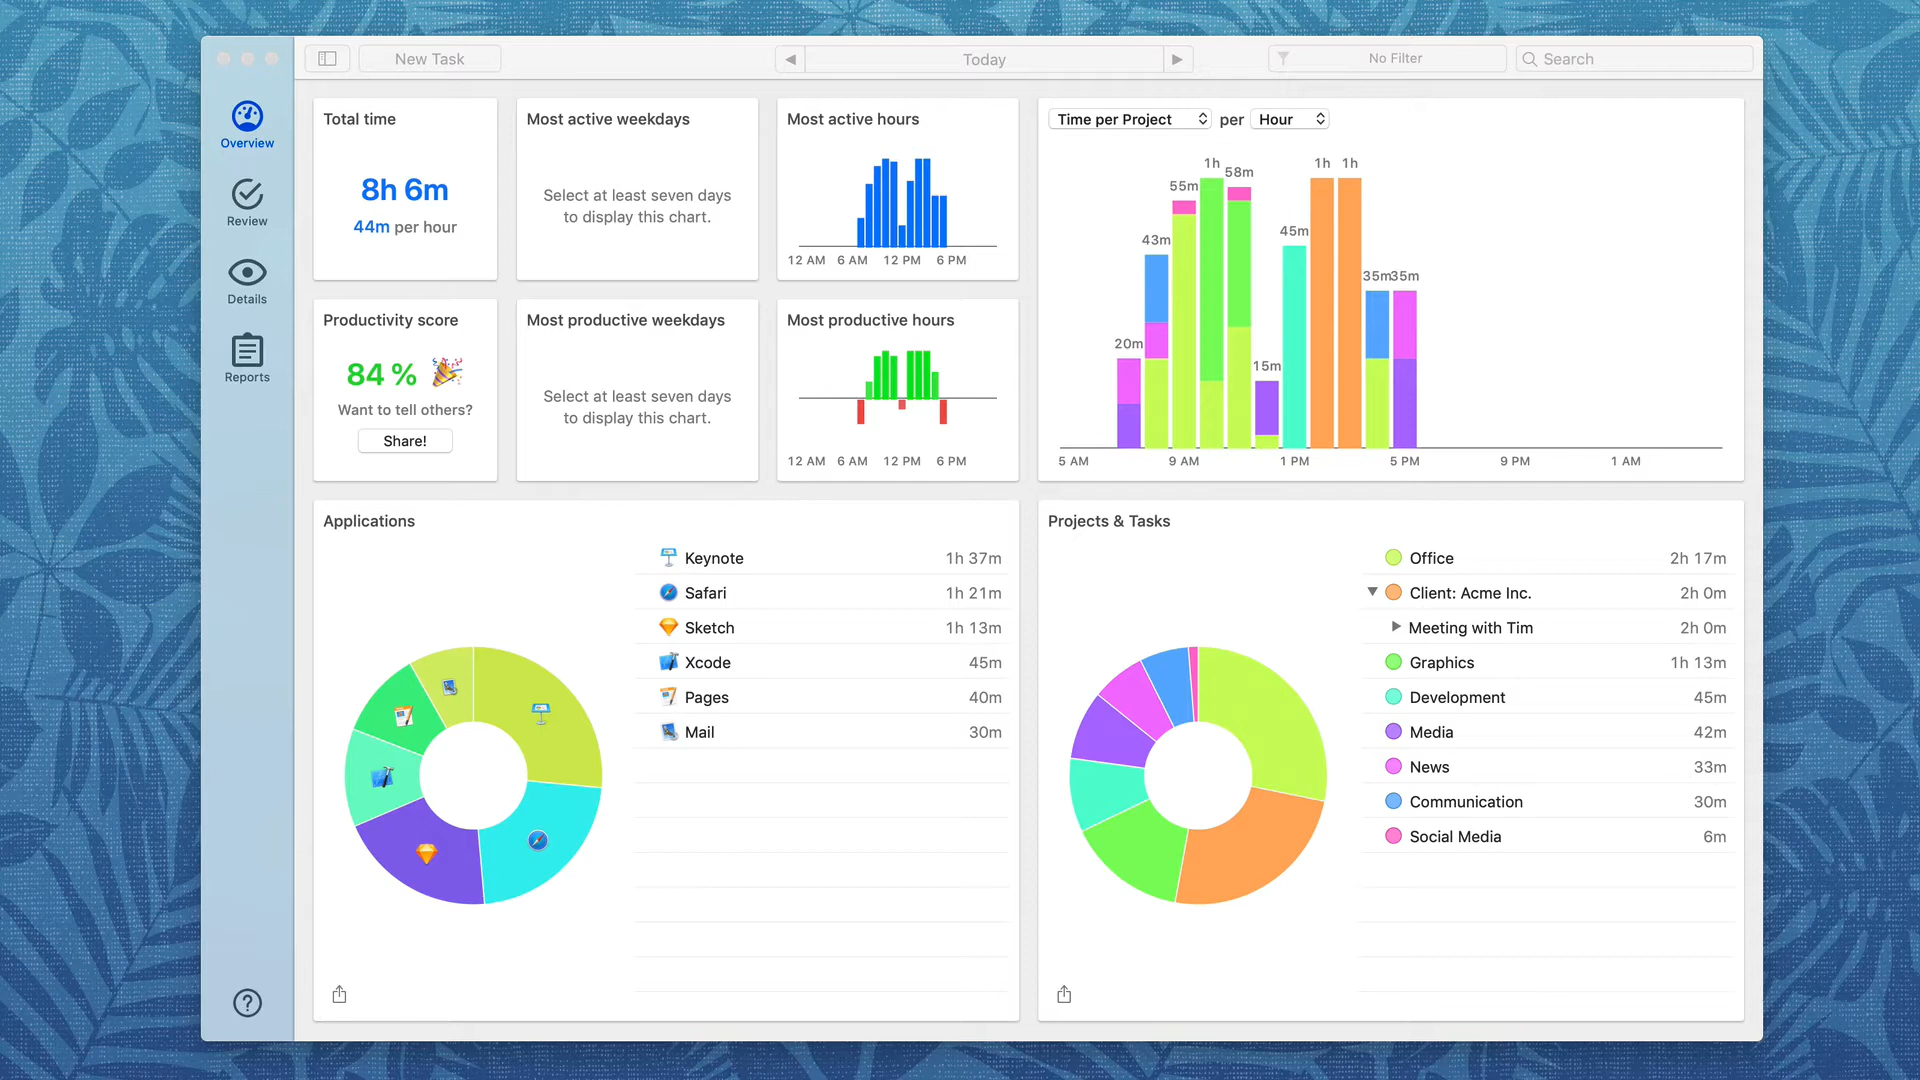 New Task
◀ Today ▶
No Filter
Search
Overview
Review
Details
Reports
Total time
8h 6m
44m per hour
Most active weekdays
Select at least seven days
to display this chart.
Most active hours
12 AM 6 AM 12 PM 6 PM
Productivity score
84 % 🎉
Want to tell others?
Share!
Most productive weekdays
Select at least seven days
to display this chart.
Most productive hours
12 AM 6 AM 12 PM 6 PM
Time per Project per Hour
20m
43m
55m
1h
58m
15m
45m
1h
1h
35m
35m
5 AM 9 AM 1 PM 5 PM 9 PM 1 AM
Applications
Keynote 1h 37m
Safari 1h 21m
Sketch 1h 13m
Xcode 45m
Pages 40m
Mail 30m
Projects & Tasks
Office 2h 17m
Client: Acme Inc. 2h 0m
Meeting with Tim 2h 0m
Graphics 1h 13m
Development 45m
Media 42m
News 33m
Communication 30m
Social Media 6m
?